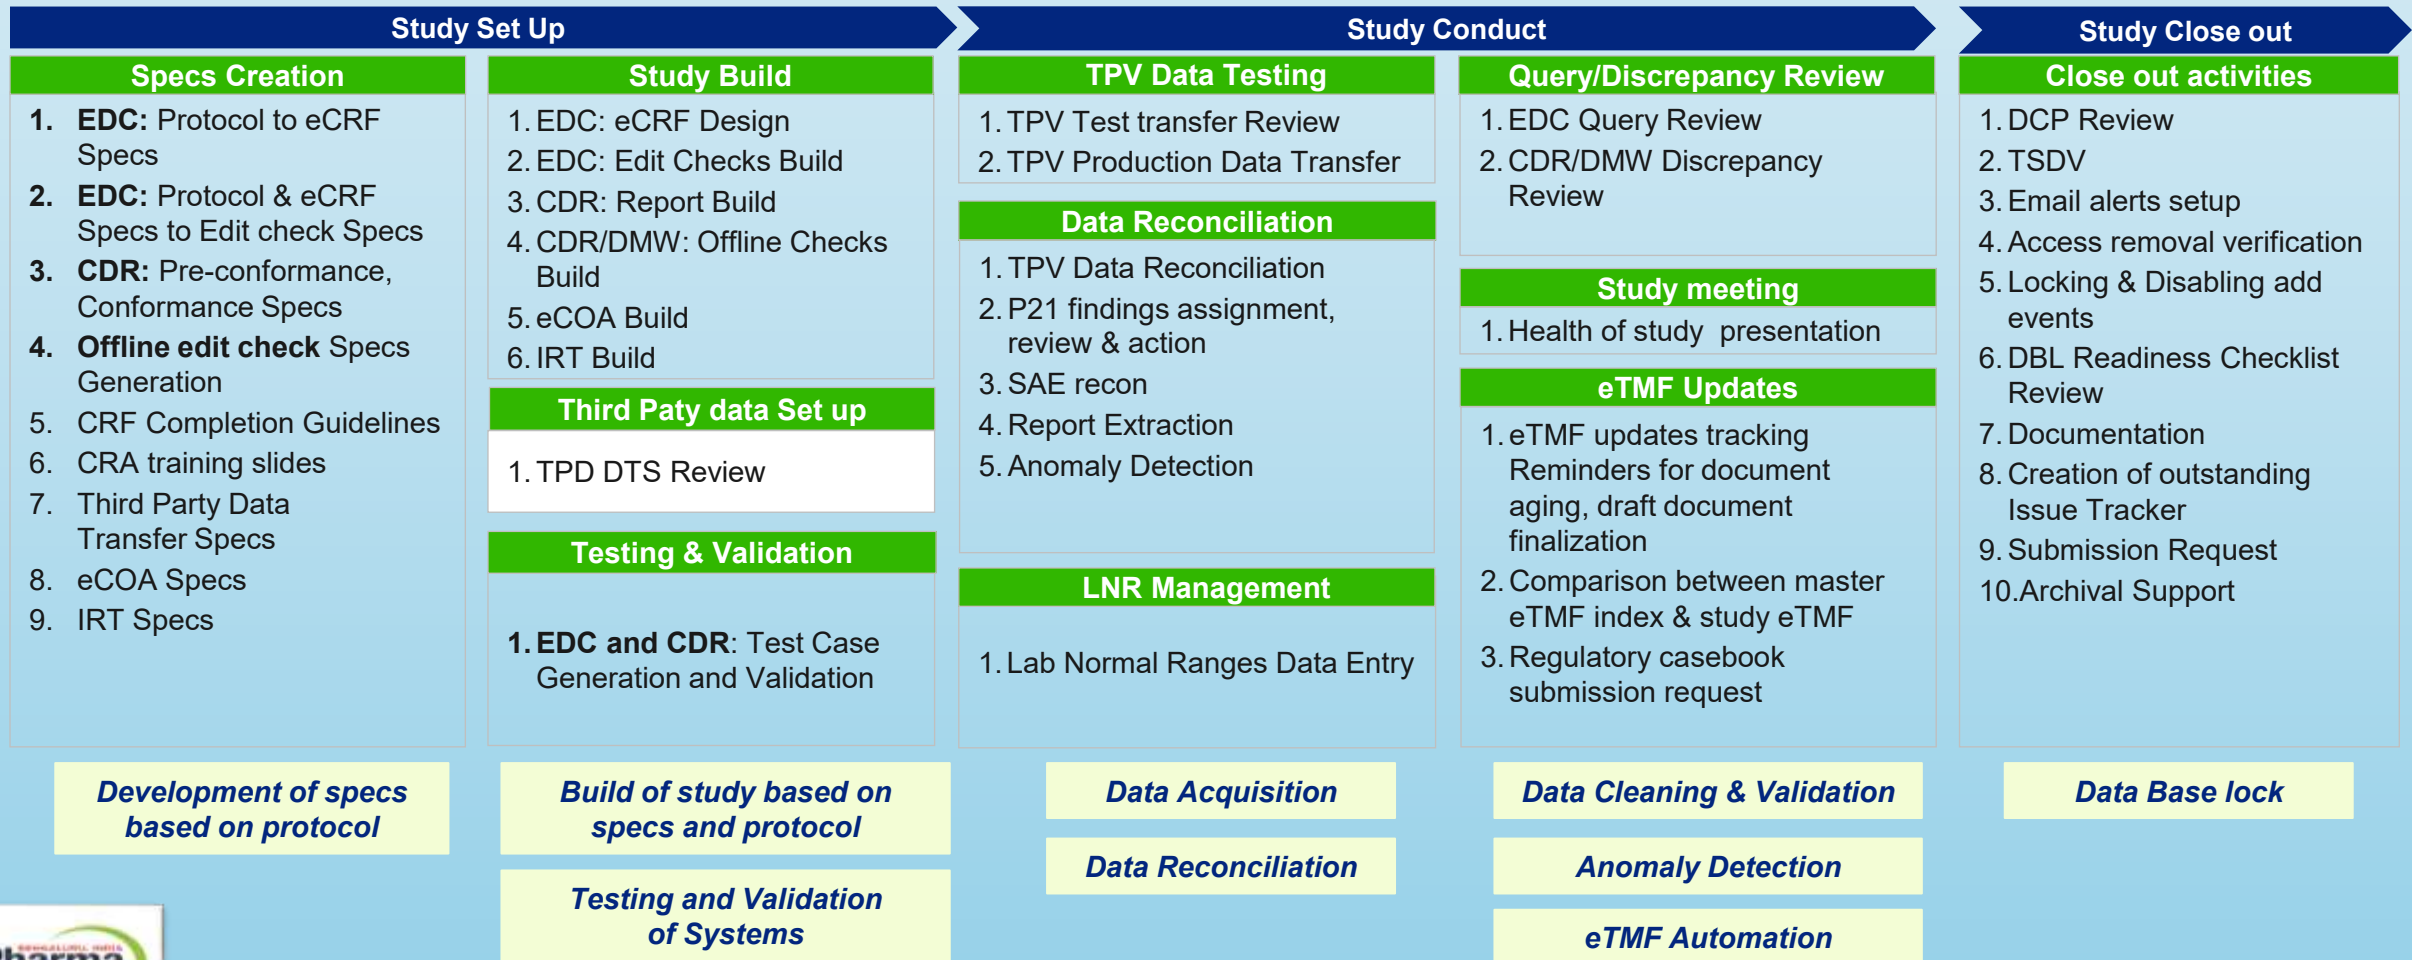 Study Set Up
Study Conduct
Study Close out
Specs Creation
1. EDC: Protocol to eCRF
Specs
2. EDC: Protocol & eCRF
Specs to Edit check Specs
3. CDR: Pre-conformance,
Conformance Specs
4. Offline edit check Specs
Generation
5. CRF Completion Guidelines
6. CRA training slides
7. Third Party Data
Transfer Specs
8. eCOA Specs
9. IRT Specs
Development of specs
based on protocol
Study Build
1. EDC: eCRF Design
2. EDC: Edit Checks Build
3. CDR: Report Build
4. CDR/DMW: Offline Checks
Build
5. eCOA Build
6. IRT Build
Third Paty data Set up
1. TPD DTS Review
Testing & Validation
1. EDC and CDR: Test Case
Generation and Validation
Build of study based on
specs and protocol
Testing and Validation
of Systems
TPV Data Testing
1. TPV Test transfer Review
2. TPV Production Data Transfer
Data Reconciliation
1. TPV Data Reconciliation
2. P21 findings assignment,
review & action
3. SAE recon
4. Report Extraction
5. Anomaly Detection
LNR Management
1. Lab Normal Ranges Data Entry
Data Acquisition
Data Reconciliation
Query/Discrepancy Review
1. EDC Query Review
2. CDR/DMW Discrepancy
Review
Study meeting
1. Health of study presentation
eTMF Updates
1. eTMF updates tracking
Reminders for document
aging, draft document
finalization
2. Comparison between master
eTMF index & study eTMF
3. Regulatory casebook
submission request
Data Cleaning & Validation
Anomaly Detection
eTMF Automation
Close out activities
1. DCP Review
2. TSDV
3. Email alerts setup
4. Access removal verification
5. Locking & Disabling add
events
6. DBL Readiness Checklist
Review
7. Documentation
8. Creation of outstanding
Issue Tracker
9. Submission Request
10.Archival Support
Data Base lock
BENGALURU, INDIA